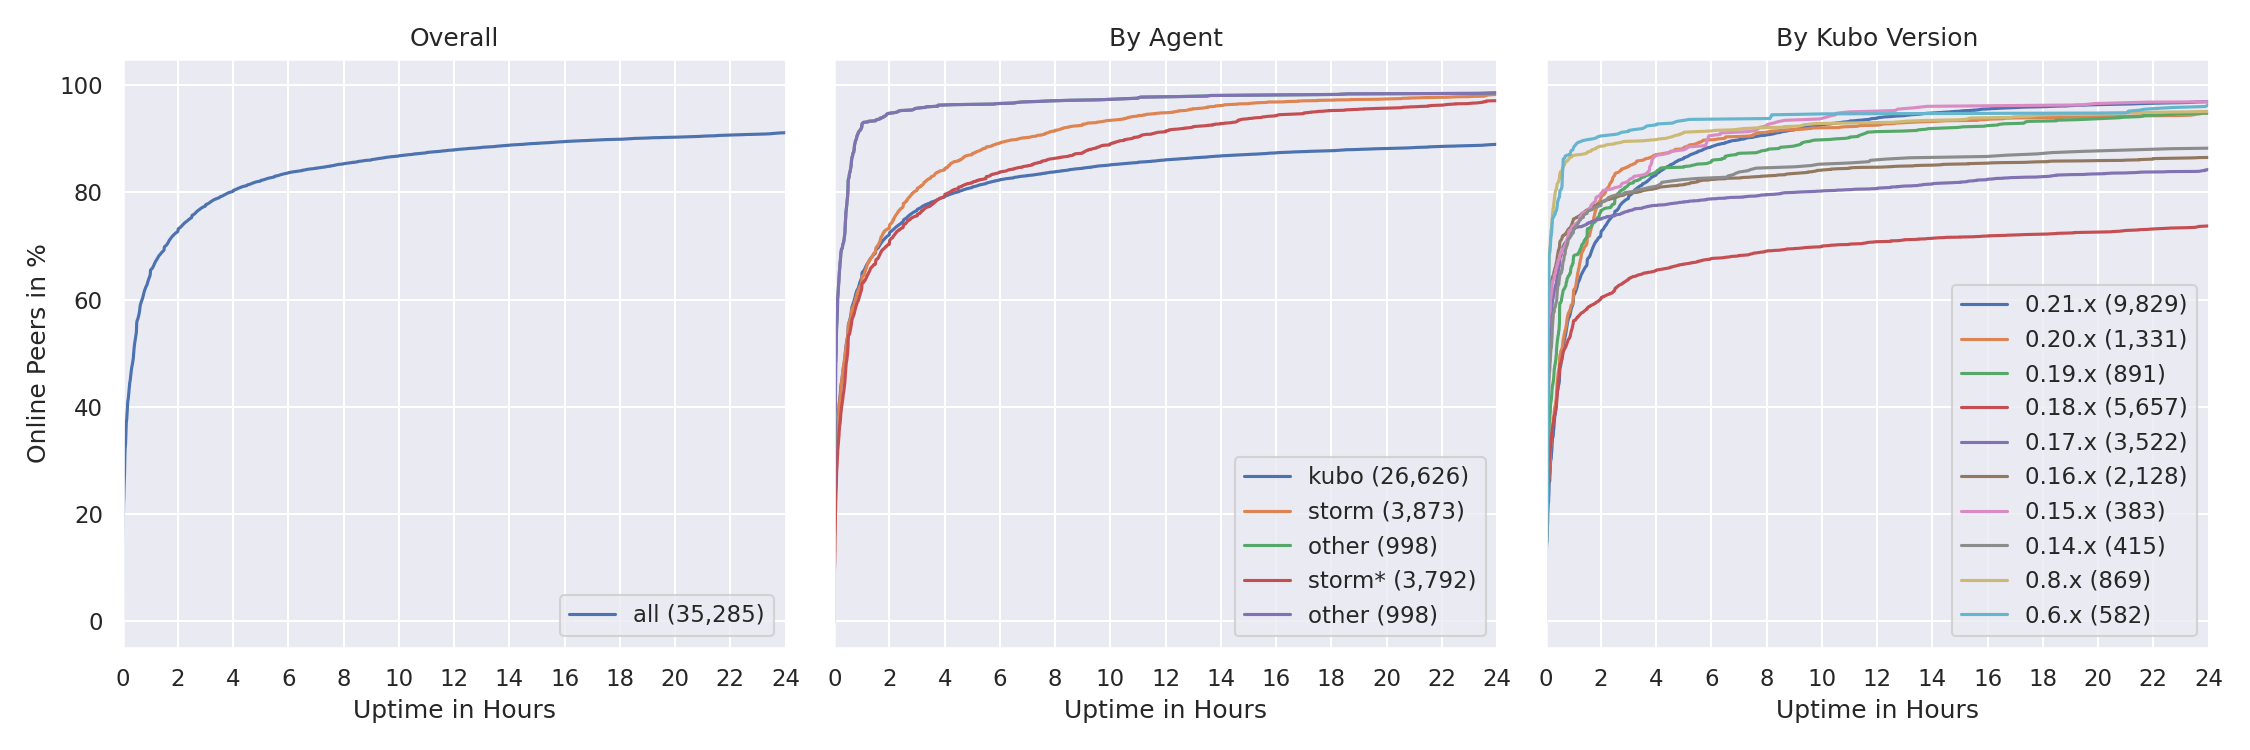 Overall
By Agent
By Kubo Version
Online Peers in %
100
80
60
40
20
0
all (35,285)
kubo (26,626)
storm (3,873)
other (998)
storm* (3,792)
other (998)
0.21.x (9,829)
0.20.x (1,331)
0.19.x (891)
0.18.x (5,657)
0.17.x (3,522)
0.16.x (2,128)
0.15.x (383)
0.14.x (415)
0.8.x (869)
0.6.x (582)
0 2 4 6 8 10 12 14 16 18 20 22 24
0 2 4 6 8 10 12 14 16 18 20 22 24
0 2 4 6 8 10 12 14 16 18 20 22 24
Uptime in Hours
Uptime in Hours
Uptime in Hours